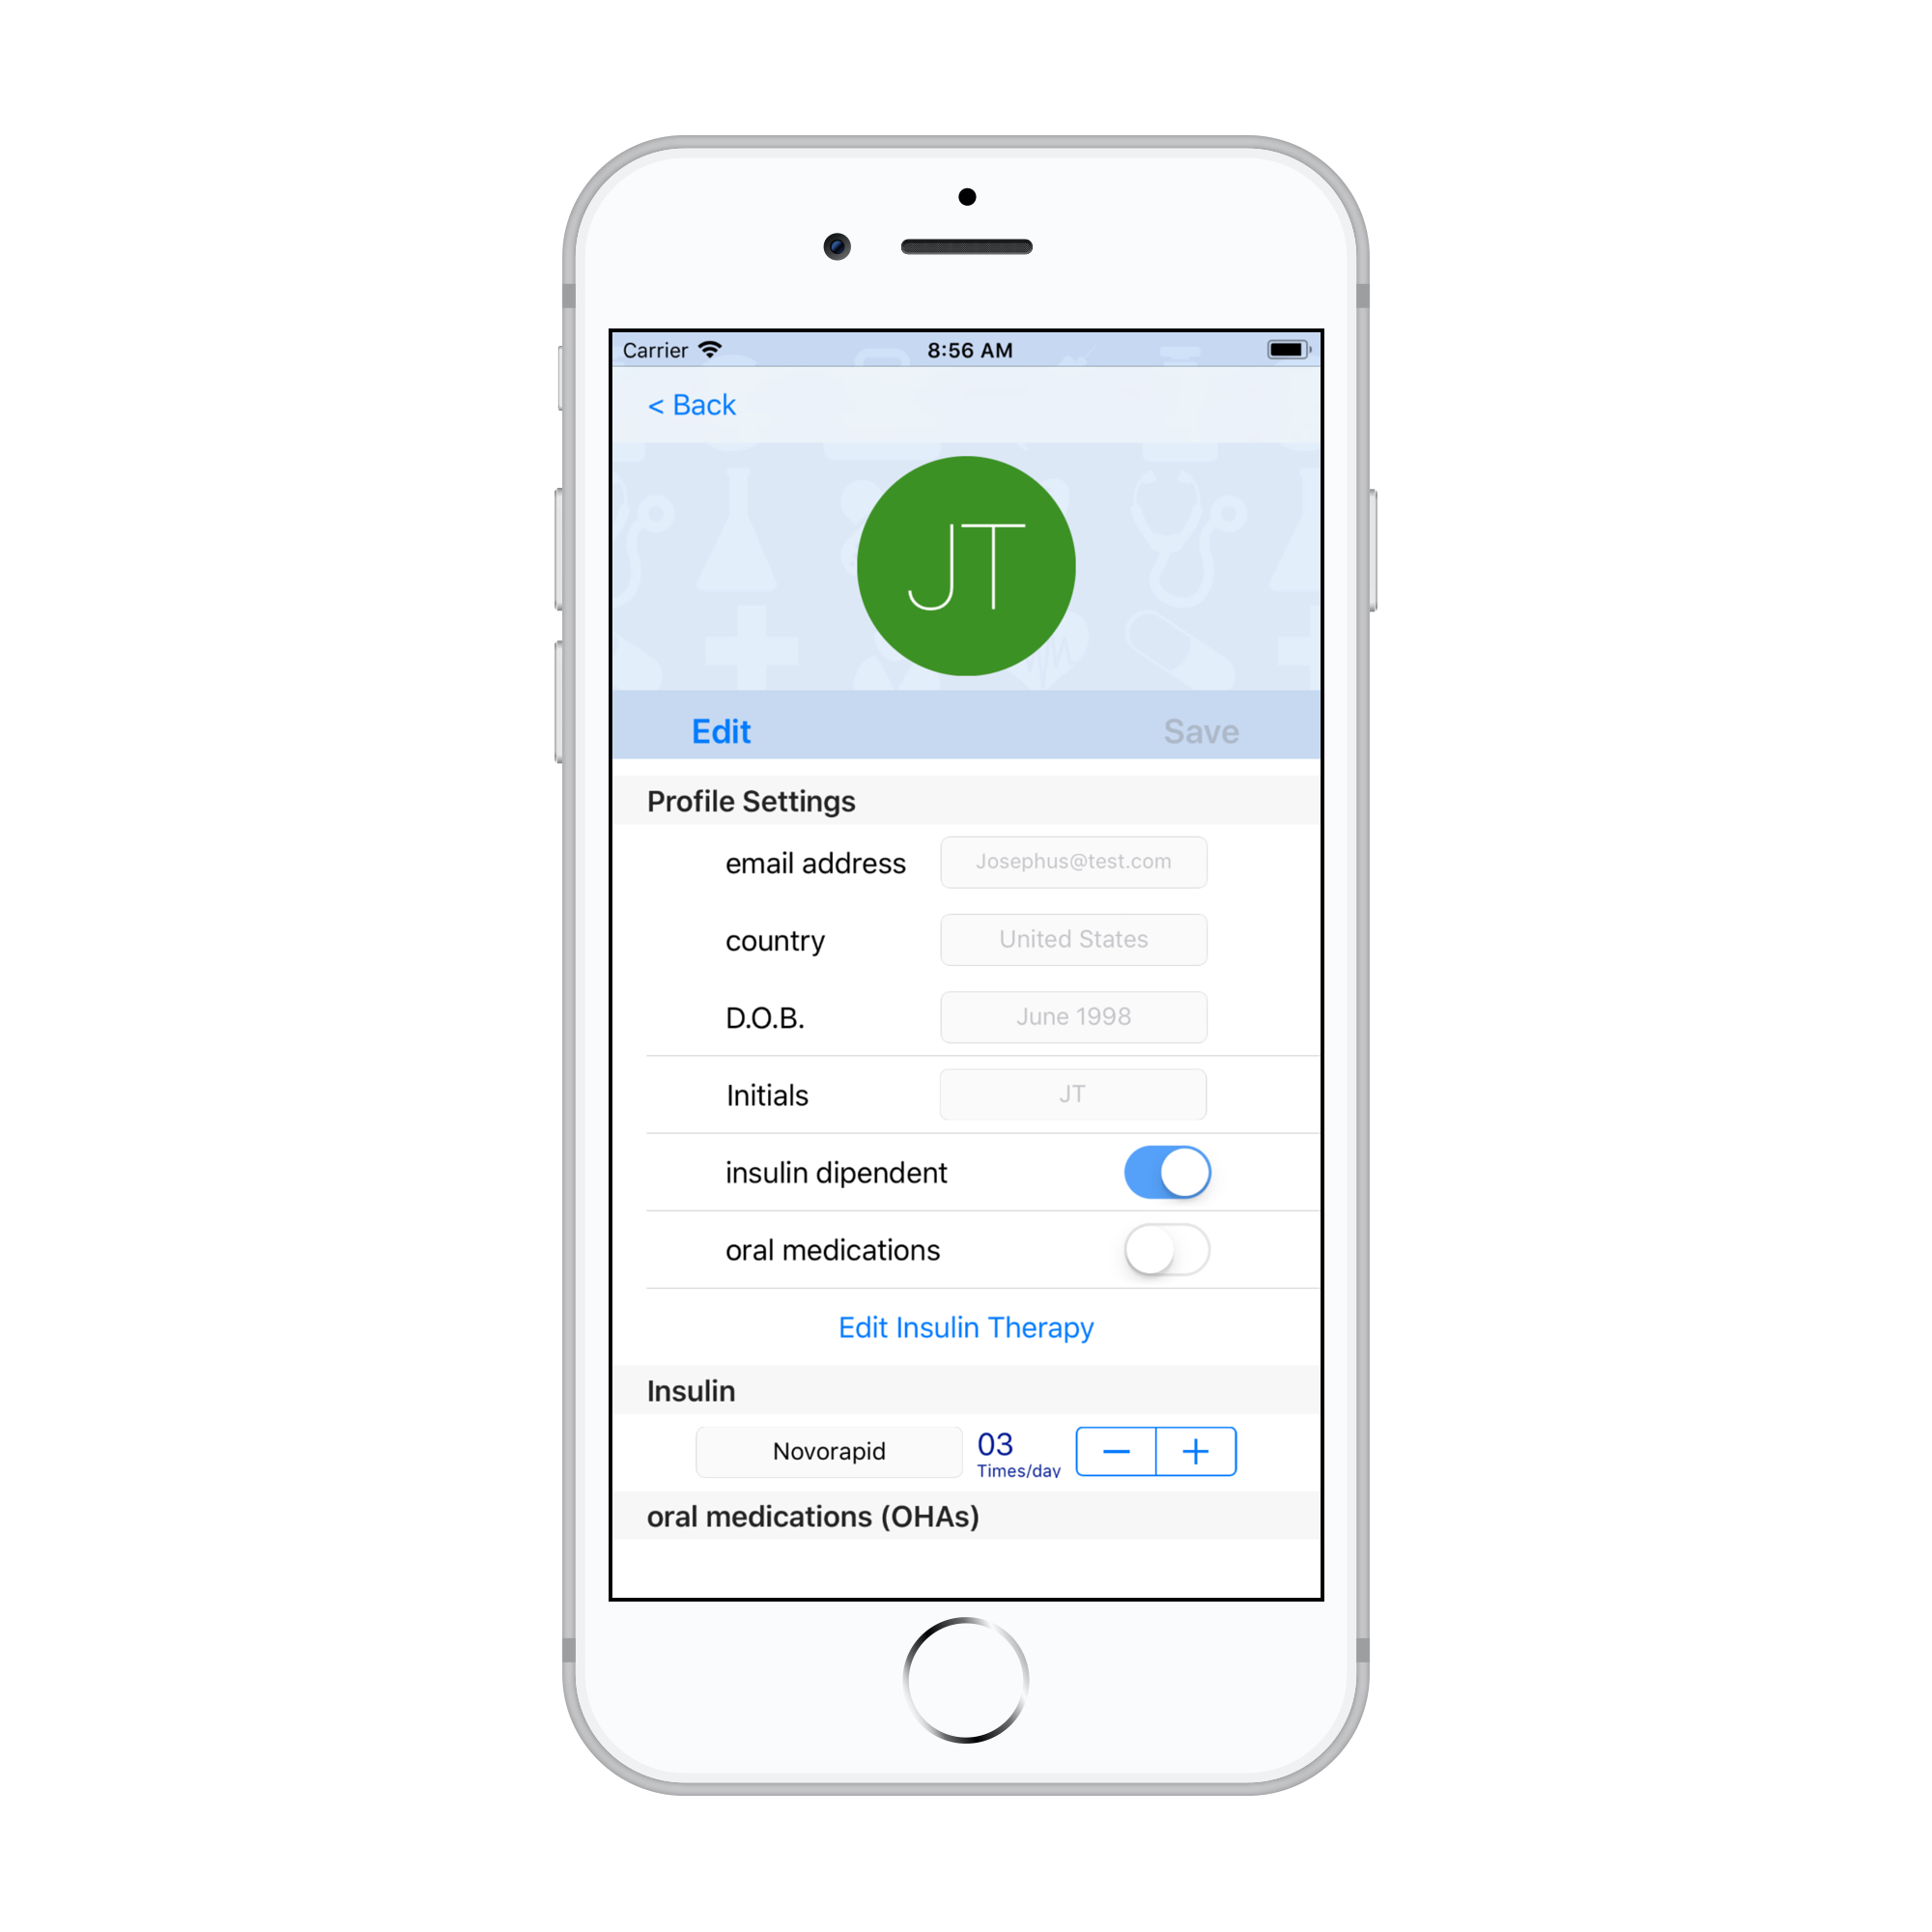 Carrier 8:56 AM
< Back
JT
Edit Save
Profile Settings
email address Josephus@test.com
country United States
D.O.B. June 1998
Initials JT
insulin dipendent
oral medications
Edit Insulin Therapy
Insulin
Novorapid 03 − +
Times/day
oral medications (OHAs)